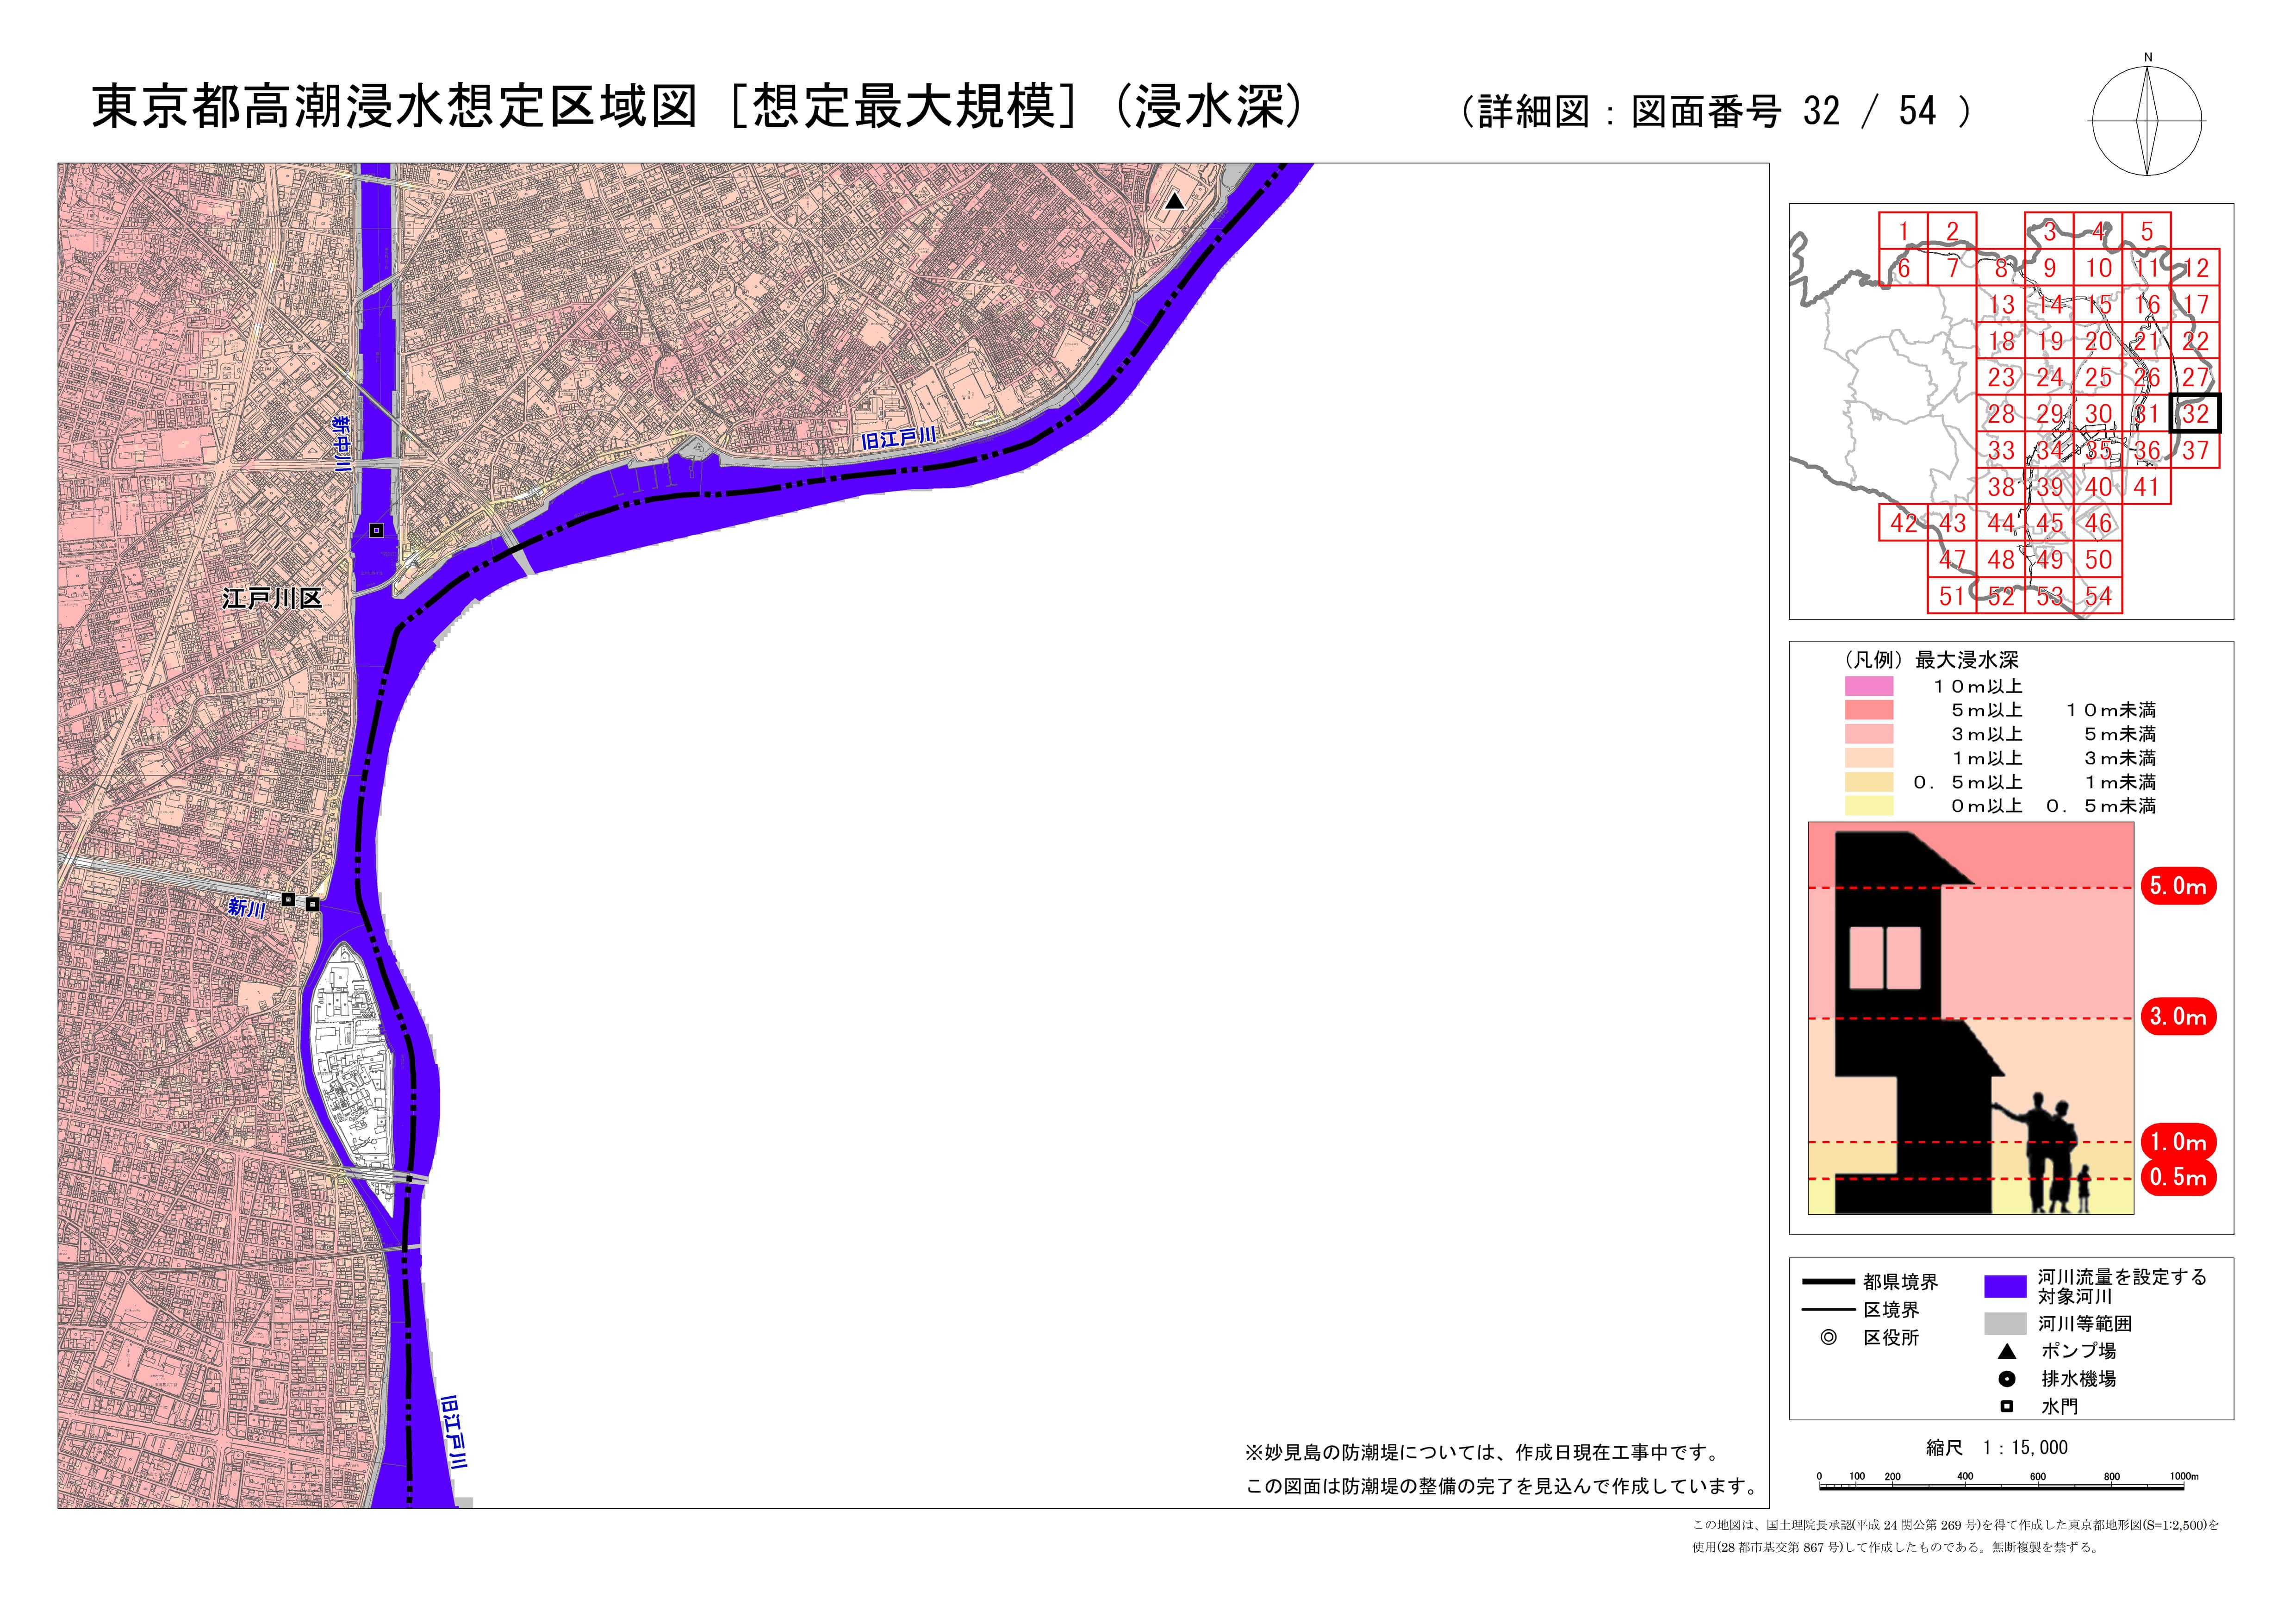 東京都高潮浸水想定区域図［想定最大規模］（浸水深）
（詳細図：図面番号 32 / 54 ）
N
新中川
旧江戸川
江戸川区
新川
旧江戸川
※妙見島の防潮堤については、作成日現在工事中です。
この図面は防潮堤の整備の完了を見込んで作成しています。
1 2 3 4 5
6 7 8 9 10 11 12
13 14 15 16 17
18 19 20 21 22
23 24 25 26 27
28 29 30 31 32
33 34 35 36 37
38 39 40 41
42 43 44 45 46
47 48 49 50
51 52 53 54
（凡例）最大浸水深
１０ｍ以上
５ｍ以上 １０ｍ未満
３ｍ以上 ５ｍ未満
１ｍ以上 ３ｍ未満
０．５ｍ以上 １ｍ未満
０ｍ以上 ０．５ｍ未満
5.0m
3.0m
1.0m
0.5m
都県境界
区境界
区役所
河川流量を設定する
対象河川
河川等範囲
ポンプ場
排水機場
水門
縮尺 1：15,000
0 100 200 400 600 800 1000m
この地図は、国土理院長承認(平成 24 関公第 269 号)を得て作成した東京都地形図(S=1:2,500)を
使用(28 都市基交第 867 号)して作成したものである。無断複製を禁ずる。